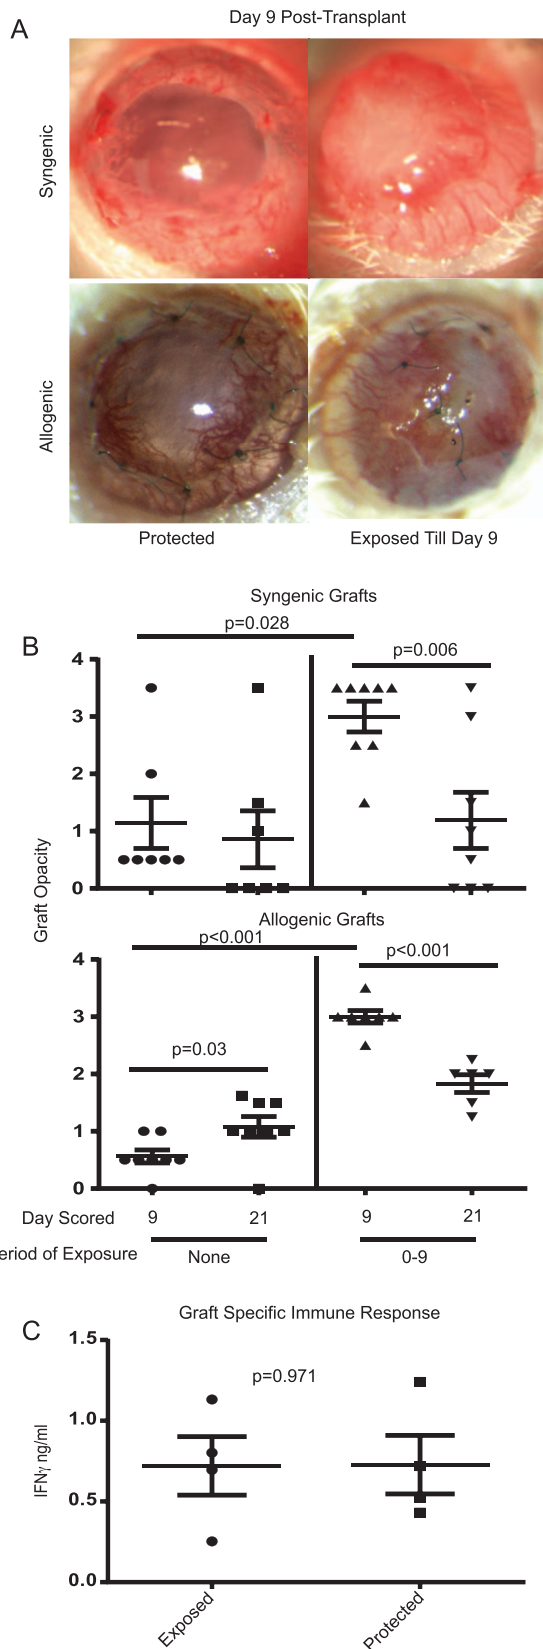 A
Day 9 Post-Transplant
Syngenic
Allogenic
Protected
Exposed Till Day 9
B
Syngenic Grafts
p=0.028
p=0.006
4
3
2
1
0
Graft Opacity
Allogenic Grafts
p<0.001
p<0.001
p=0.03
4
3
2
1
0
Day Scored 9 21 9 21
eriod of Exposure None 0-9
C
Graft Specific Immune Response
p=0.971
1.5
1.0
0.5
0.0
IFNγ ng/ml
Exposed
Protected